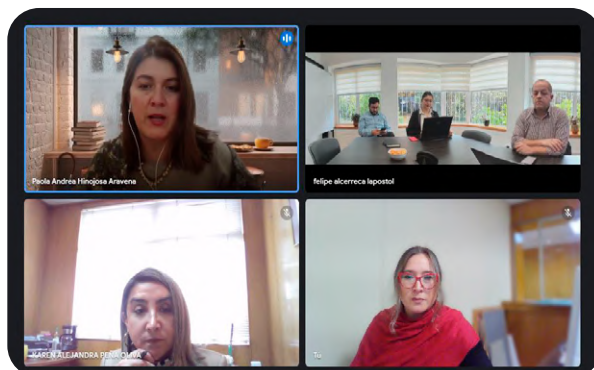 Paola Andrea Hinojosa Aravena
felipe alcerreca lapostol
KAREN ALEJANDRA PEÑA OLIVA
Tú